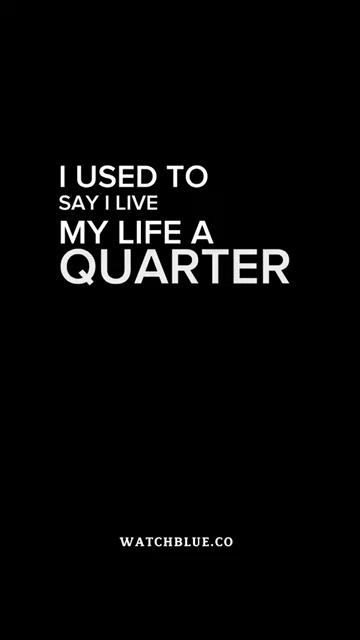 I USED TO
SAY I LIVE
MY LIFE A
QUARTER
WATCHBLUE.CO